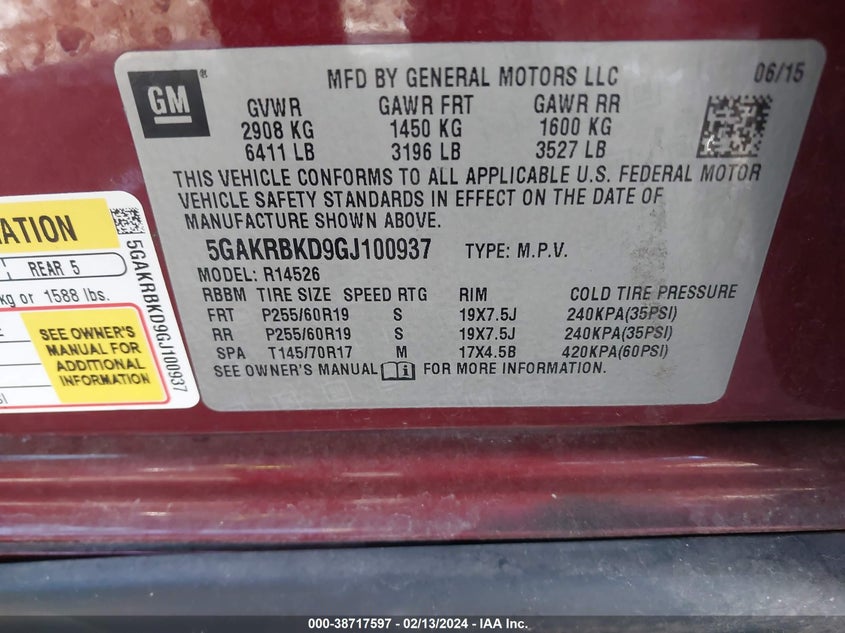 MFD BY GENERAL MOTORS LLC 06/15
GM
GVWR GAWR FRT GAWR RR
2908 KG 1450 KG 1600 KG
6411 LB 3196 LB 3527 LB
THIS VEHICLE CONFORMS TO ALL APPLICABLE U.S. FEDERAL MOTOR
VEHICLE SAFETY STANDARDS IN EFFECT ON THE DATE OF
MANUFACTURE SHOWN ABOVE.
5GAKRBKD9GJ100937 TYPE: M.P.V.
MODEL: R14526
RBBM TIRE SIZE SPEED RTG RIM COLD TIRE PRESSURE
FRT P255/60R19 S 19X7.5J 240KPA(35PSI)
RR P255/60R19 S 19X7.5J 240KPA(35PSI)
SPA T145/70R17 M 17X4.5B 420KPA(60PSI)
SEE OWNER'S MANUAL FOR MORE INFORMATION.
REAR 5
kg or 1588 lbs.
SEE OWNER'S
MANUAL FOR
ADDITIONAL
INFORMATION
5GAKRBKD9GJ100937
000-38717597 - 02/13/2024 - IAA Inc.